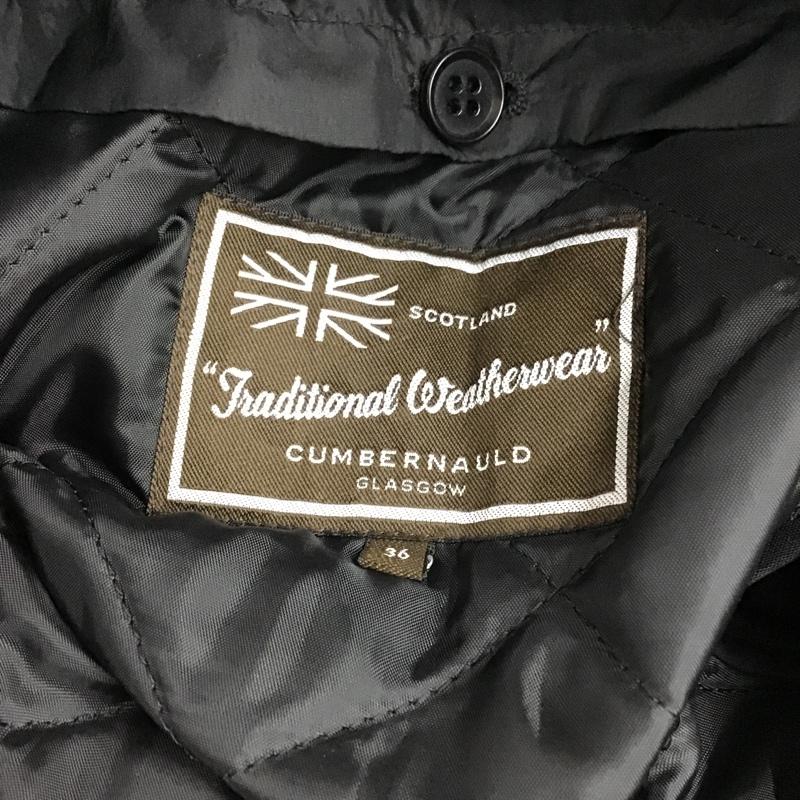 SCOTLAND
"Traditional Weatherwear"
CUMBERNAULD
GLASGOW
36